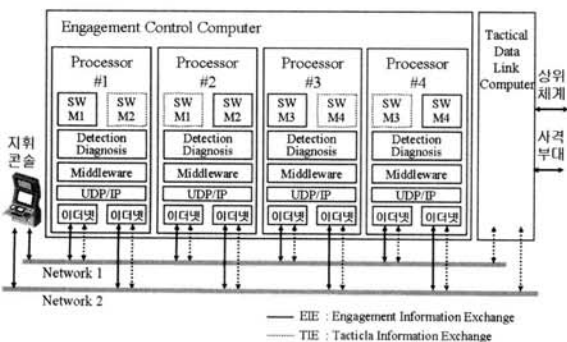 Engagement Control Computer
Processor
#1
SW
M1
SW
M2
Detection
Diagnosis
Middleware
UDP/IP
이더넷
이더넷
Processor
#2
SW
M1
SW
M2
Detection
Diagnosis
Middleware
UDP/IP
이더넷
이더넷
Processor
#3
SW
M3
SW
M4
Detection
Diagnosis
Middleware
UDP/IP
이더넷
이더넷
Processor
#4
SW
M3
SW
M4
Detection
Diagnosis
Middleware
UDP/IP
이더넷
이더넷
Tactical
Data
Link
Computer
상위
체계
사격
부대
지휘
콘솔
Network 1
Network 2
EIE : Engagement Information Exchange
TIE : Tacticla Information Exchange